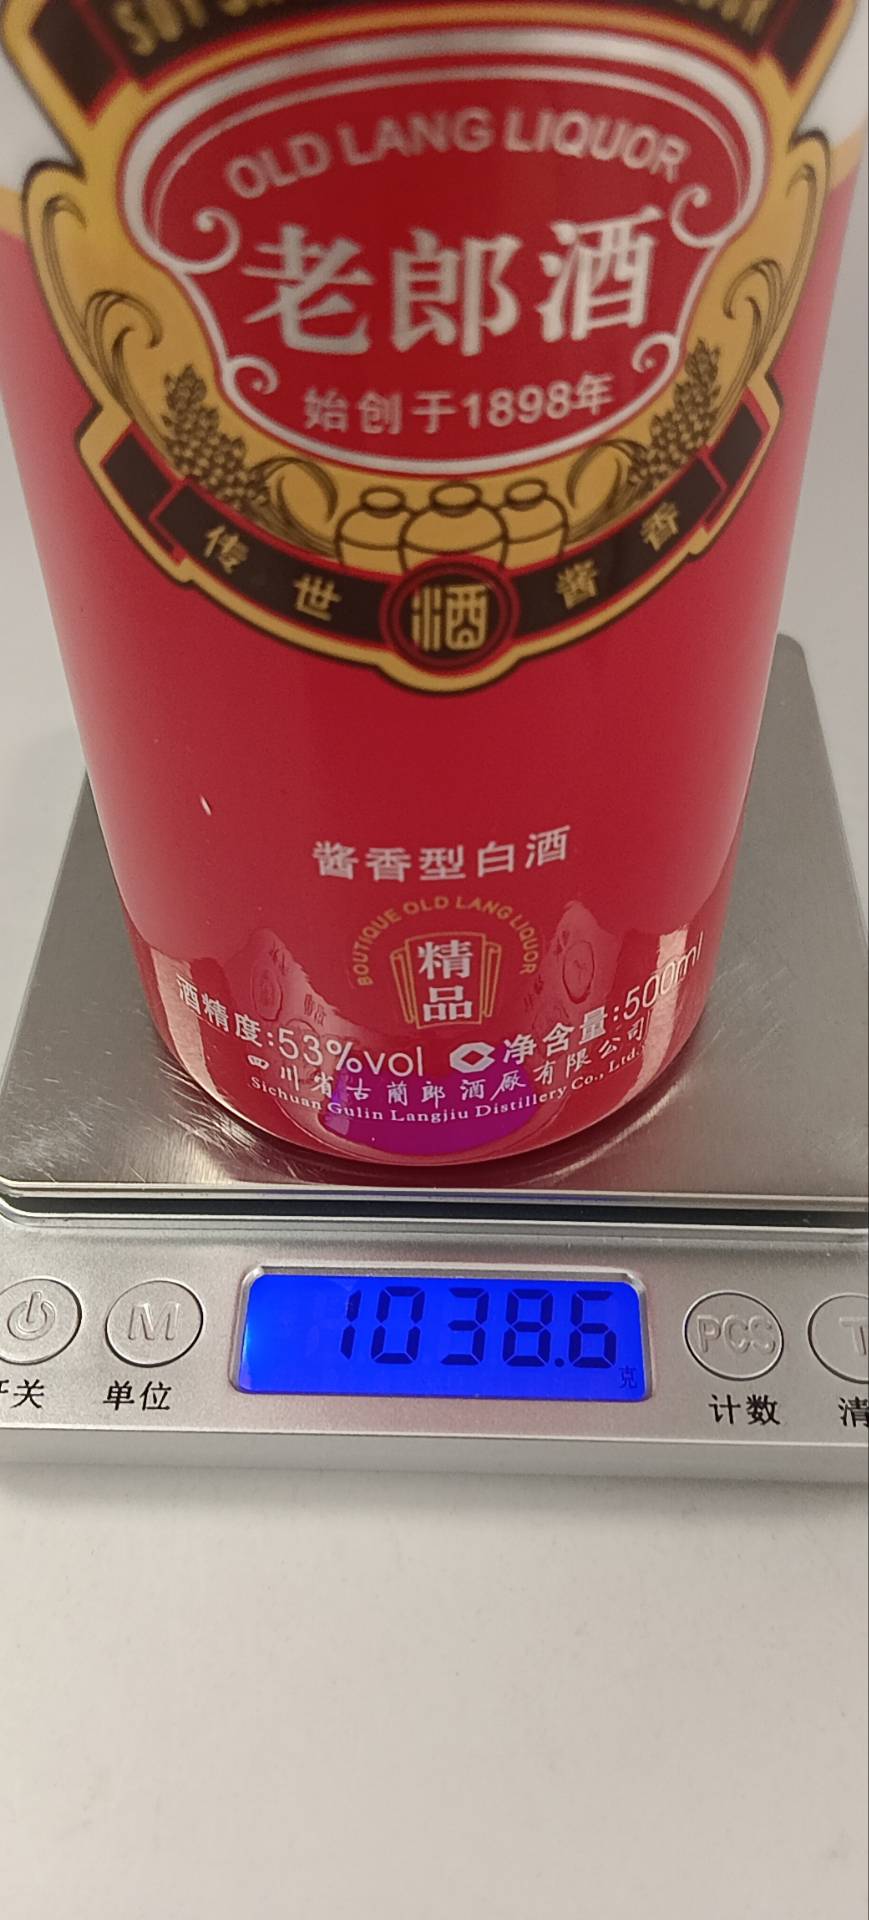 OLD LANG LIQUOR
老郎酒
始创于1898年
传世酒酱香
酱香型白酒
BOUTIQUE OLD LANG LIQUOR
精品
酒精度:53%vol 净含量:500ml
四川省古蔺郎酒厂有限公司
Sichuan Gulin Langjiu Distillery Co., Ltd.
1038.6
克
M
PCS
T
关
单位
计数
清